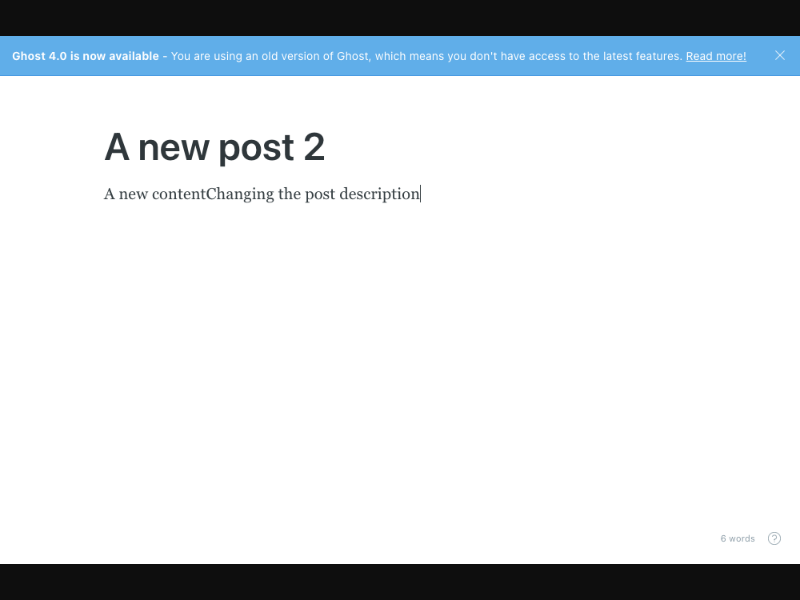 Ghost 4.0 is now available - You are using an old version of Ghost, which means you don't have access to the latest features. Read more!
A new post 2
A new contentChanging the post description
6 words
?